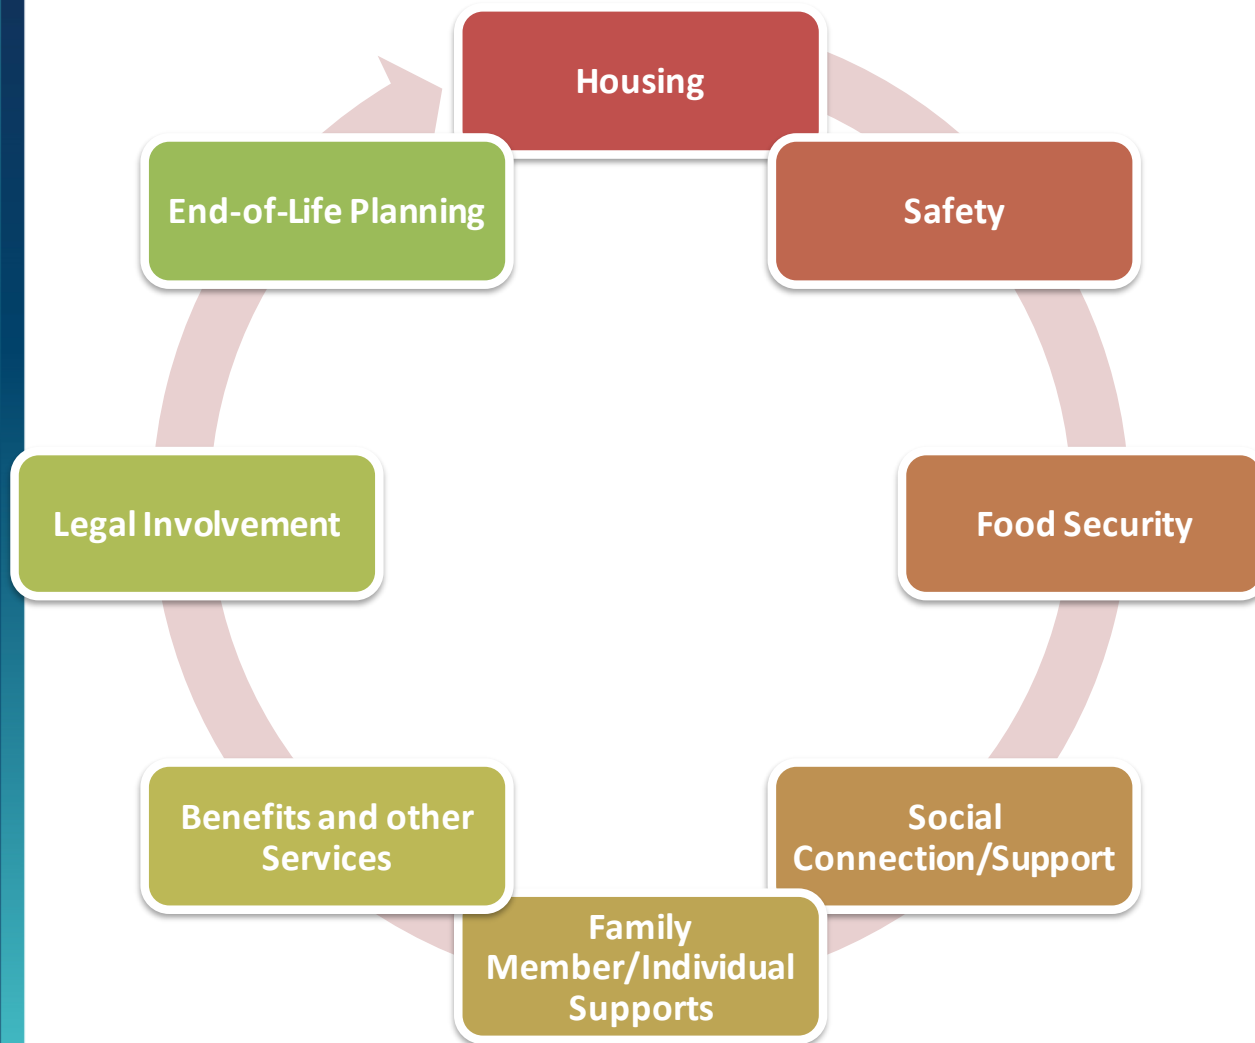 Housing
Safety
Food Security
Social
Connection/Support
Family
Member/Individual
Supports
Benefits and other
Services
Legal Involvement
End-of-Life Planning